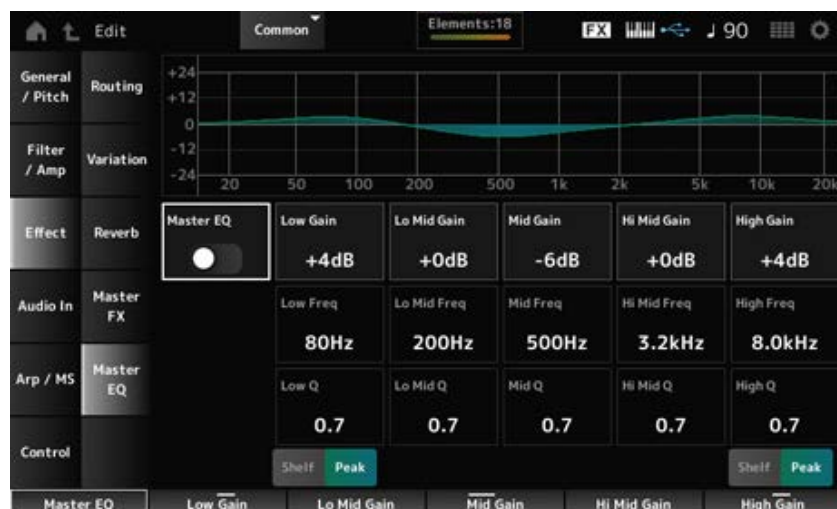 Edit Common Elements:18 FX ♩ 90
General / Pitch
Routing
Filter / Amp
Variation
Effect
Reverb
Audio In
Master FX
Arp / MS
Master EQ
Control
+24
+12
0
-12
-24
20 50 100 200 500 1k 2k 5k 10k 20k
Master EQ Low Gain Lo Mid Gain Mid Gain Hi Mid Gain High Gain
+4dB +0dB -6dB +0dB +4dB
Low Freq Lo Mid Freq Mid Freq Hi Mid Freq High Freq
80Hz 200Hz 500Hz 3.2kHz 8.0kHz
Low Q Lo Mid Q Mid Q Hi Mid Q High Q
0.7 0.7 0.7 0.7 0.7
Shelf Peak Shelf Peak
Master EQ Low Gain Lo Mid Gain Mid Gain Hi Mid Gain High Gain